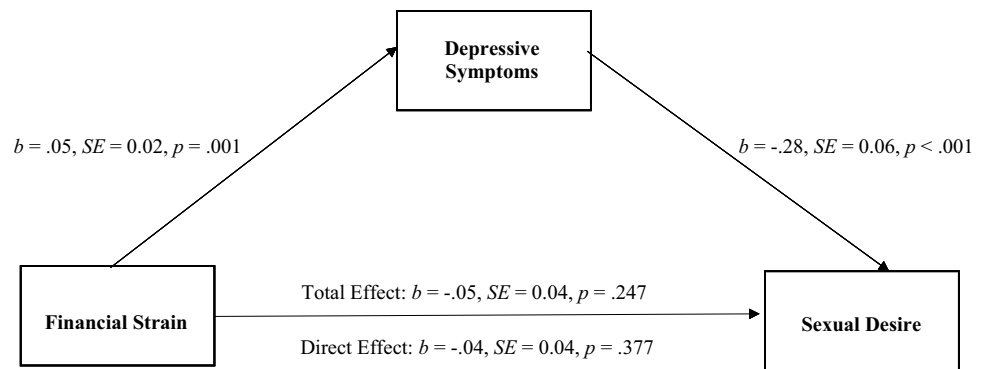 Depressive
Symptoms
b = .05, SE = 0.02, p = .001
b = -.28, SE = 0.06, p < .001
Total Effect: b = -.05, SE = 0.04, p = .247
Financial Strain
Sexual Desire
Direct Effect: b = -.04, SE = 0.04, p = .377